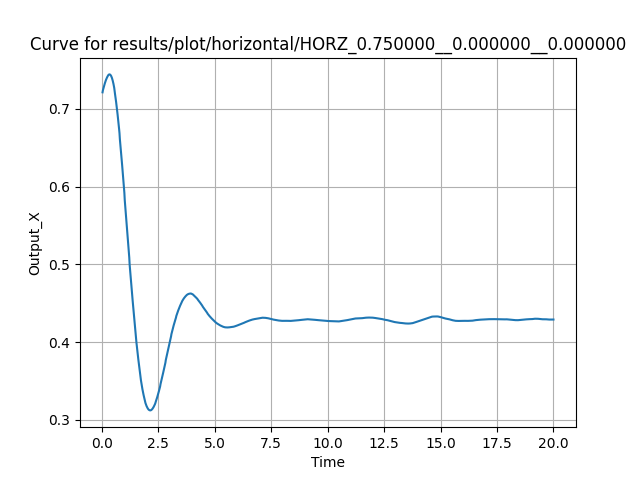 Curve for results/plot/horizontal/HORZ_0.750000__0.000000__0.000000
Output_X
0.7
0.6
0.5
0.4
0.3
0.0 2.5 5.0 7.5 10.0 12.5 15.0 17.5 20.0
Time